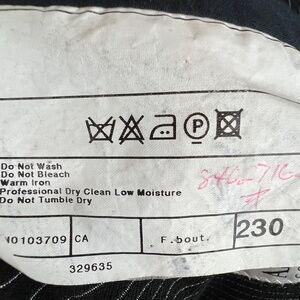 P
Do Not Wash
Do Not Bleach
Warm Iron
Professional Dry Clean Low Moisture
Do Not Tumble Dry
CA
F.bout.
230
329635